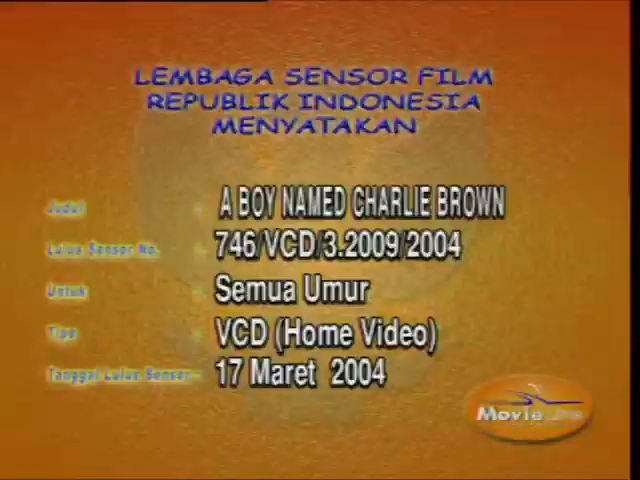 LEMBAGA SENSOR FILM
REPUBLIK INDONESIA
MENYATAKAN
Judul : A BOY NAMED CHARLIE BROWN
Lulus Sensor No. : 746/VCD/3.2009/2004
Untuk : Semua Umur
Tipe : VCD (Home Video)
Tanggal Lulus Sensor : 17 Maret 2004
Movie